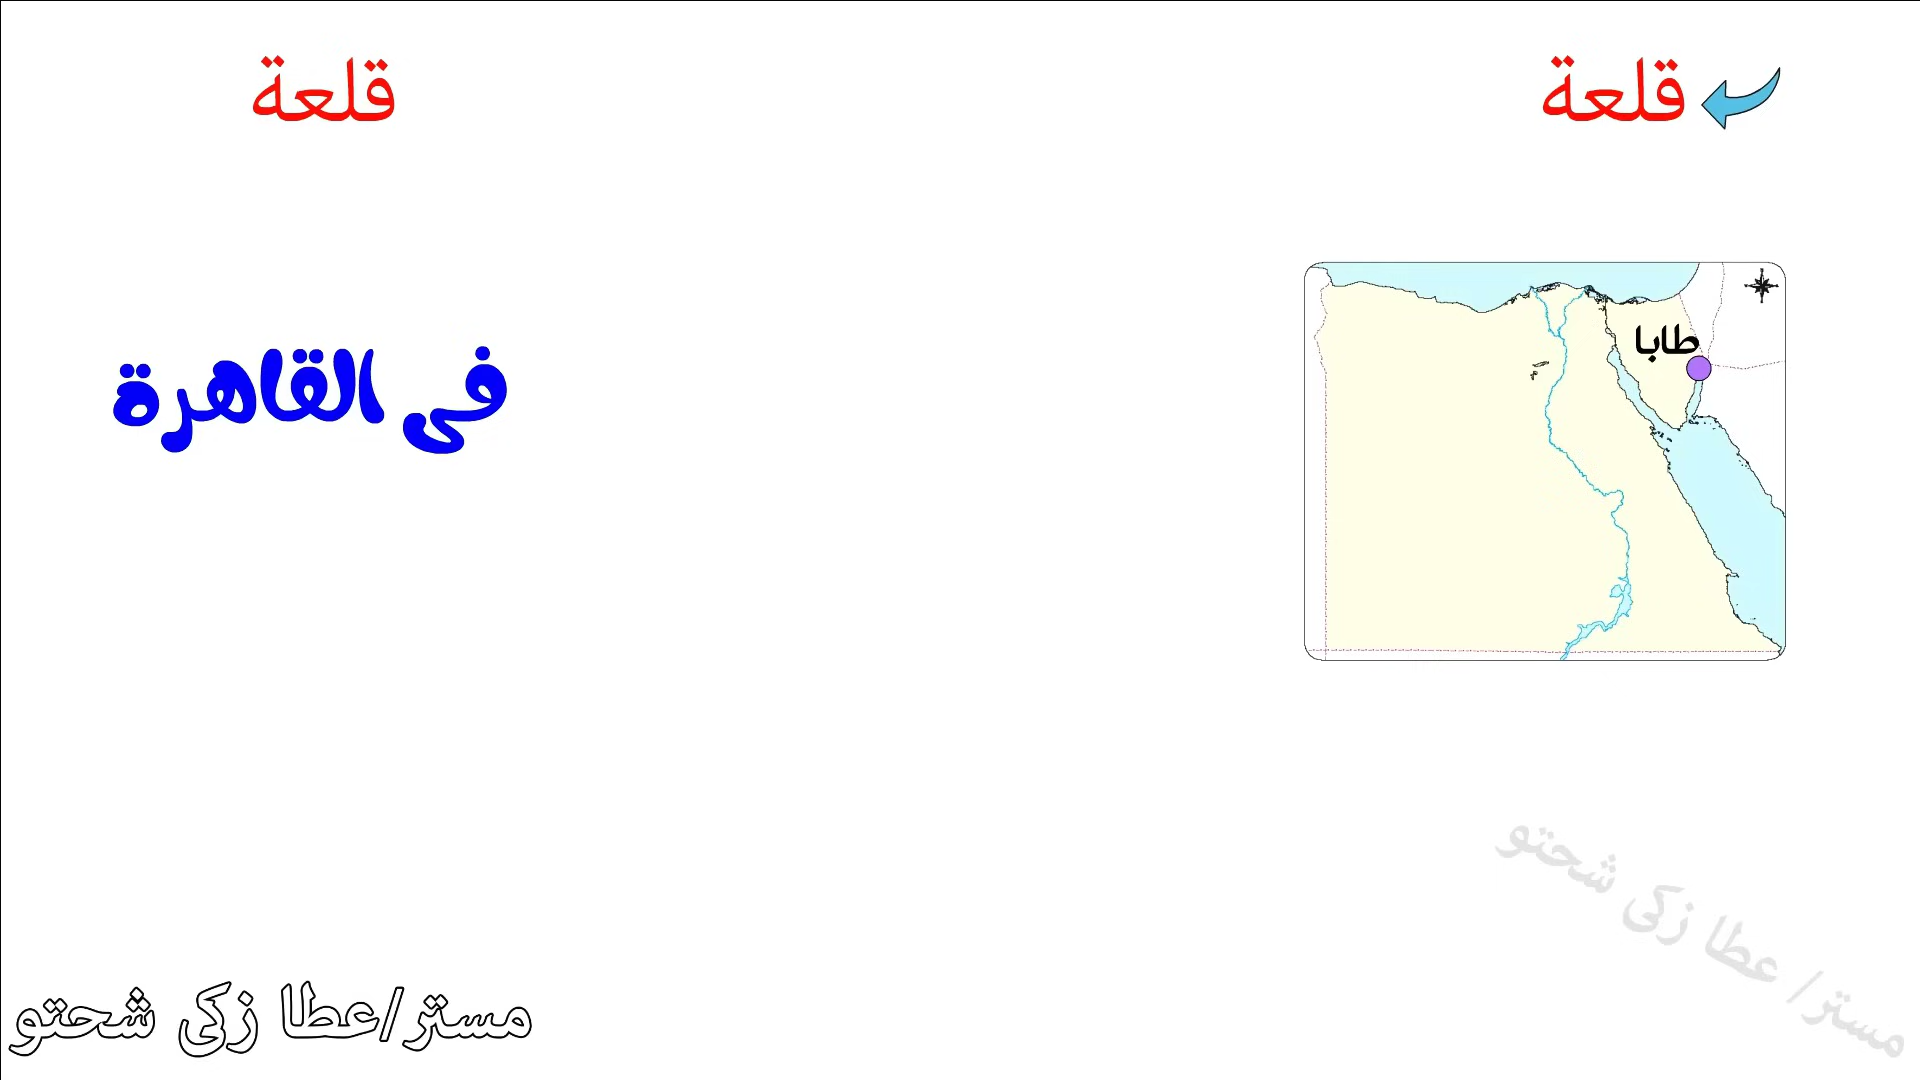 قلعة
قلعة
طابا
فى القاهرة
مستر/ عطا زكى شحتو
مستر/عطا زكى شحتو